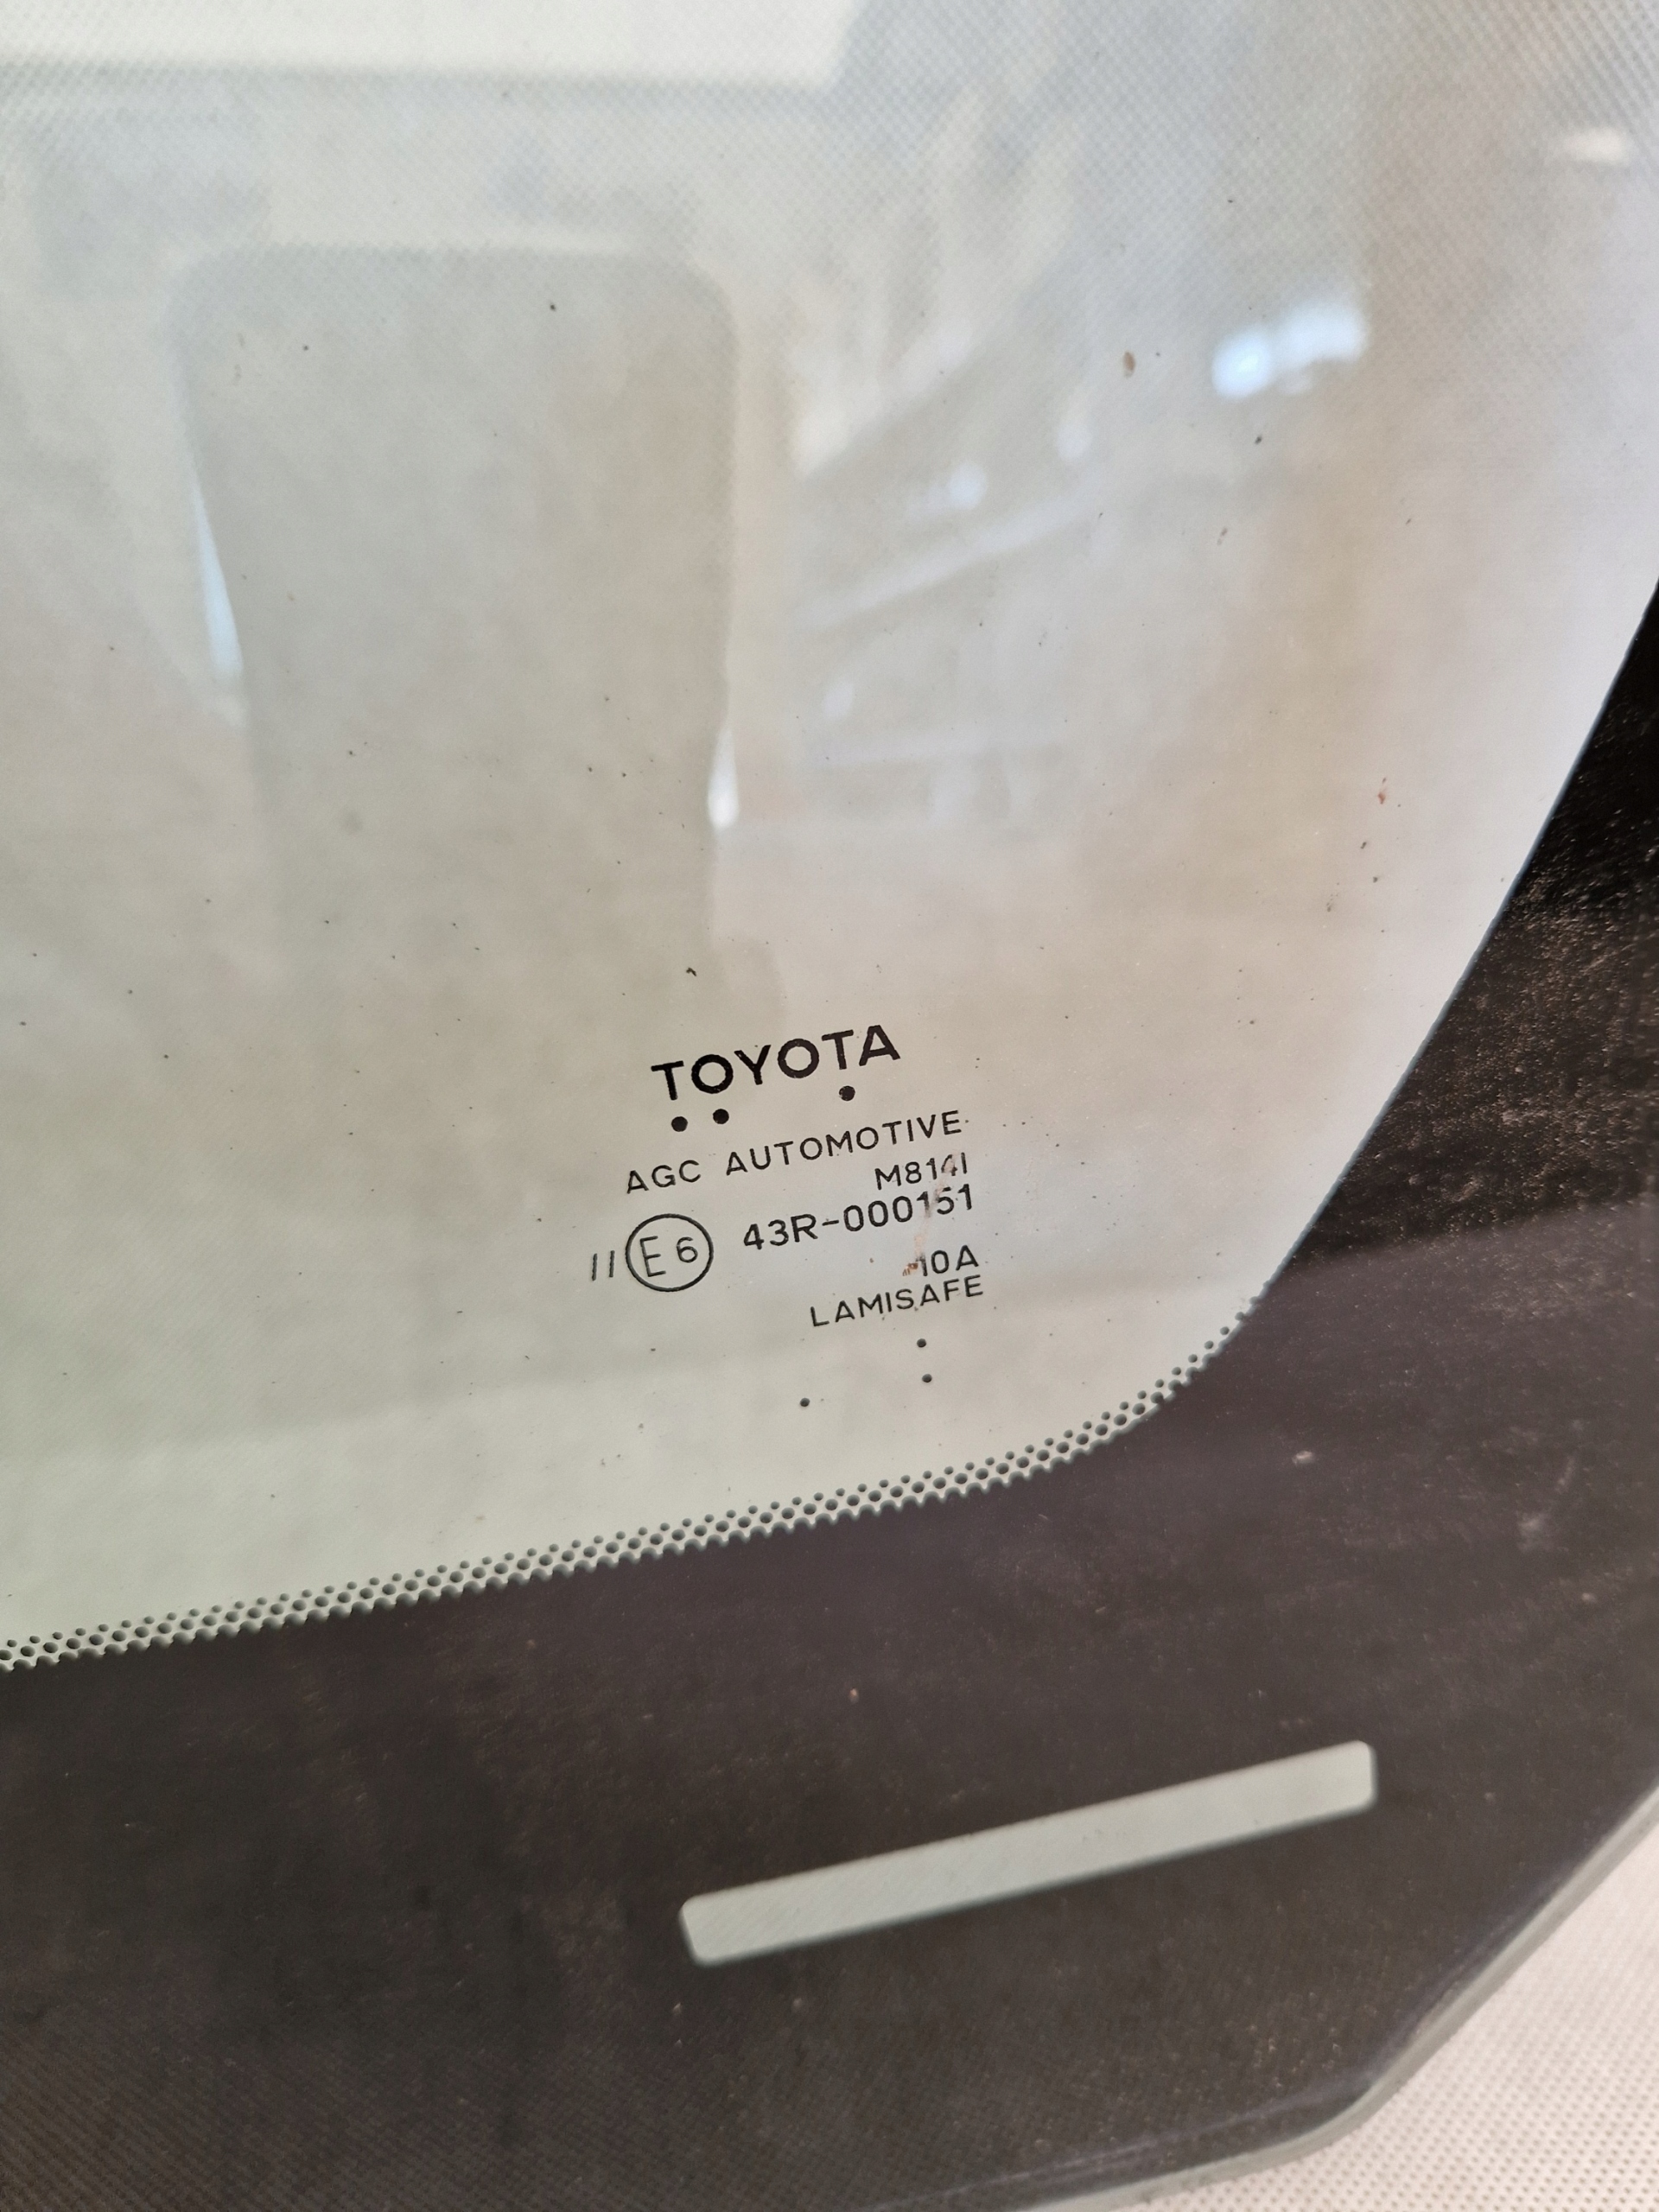 TOYOTA
AGC AUTOMOTIVE
M814I
II E6 43R-000151
10A
LAMISAFE